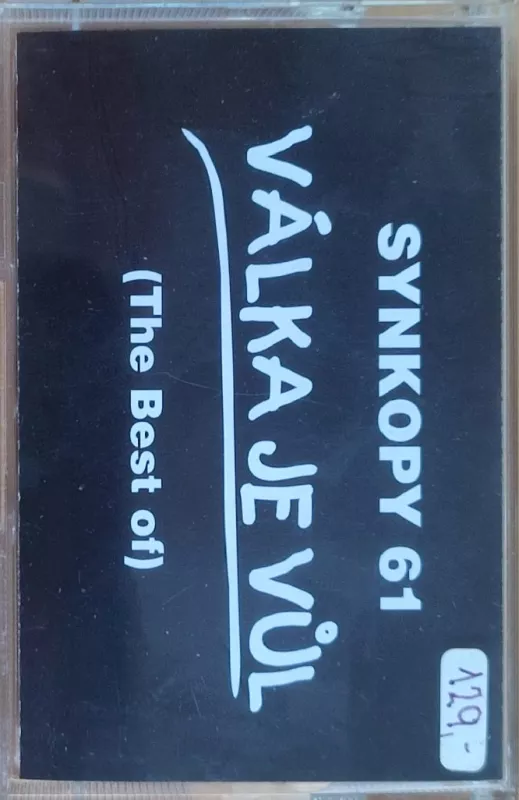 SYNKOPY 61
VÁLKA JE VŮL
(The Best of)
129,-